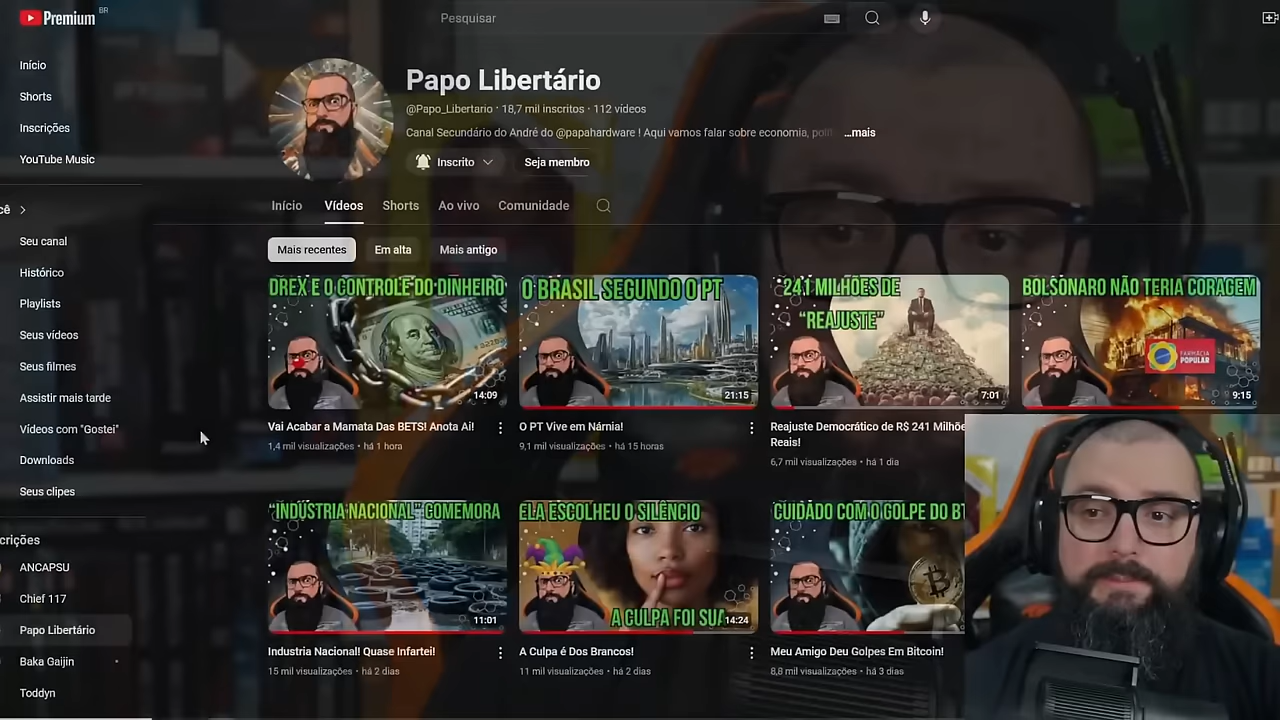 Premium BR
Pesquisar
Início
Shorts
Inscrições
YouTube Music
cê
Seu canal
Histórico
Playlists
Seus vídeos
Seus filmes
Assistir mais tarde
Vídeos com "Gostei"
Downloads
Seus clipes
crições
ANCAPSU
Chief 117
Papo Libertário
Baka Gaijin
Toddyn
Papo Libertário
@Papo_Libertario · 18,7 mil inscritos · 112 vídeos
Canal Secundário do André do @papahardware ! Aqui vamos falar sobre economia, polít ...mais
Inscrito
Seja membro
Início Vídeos Shorts Ao vivo Comunidade
Mais recentes Em alta Mais antigo
DREX E O CONTROLE DO DINHEIRO
14:09
Vai Acabar a Mamata Das BETS! Anota Ai!
1,4 mil visualizações • há 1 hora
O BRASIL SEGUNDO O PT
21:15
O PT Vive em Nárnia!
9,1 mil visualizações • há 15 horas
241 MILHÕES DE
"REAJUSTE"
7:01
Reajuste Democrático de R$ 241 Milhõe
Reais!
6,7 mil visualizações • há 1 dia
BOLSONARO NÃO TERIA CORAGEM
FARMÁCIA
POPULAR
9:15
"INDUSTRIA NACIONAL" COMEMORA
11:01
Industria Nacional! Quase Infartei!
15 mil visualizações • há 2 dias
ELA ESCOLHEU O SILÊNCIO
A CULPA FOI SUA
14:24
A Culpa é Dos Brancos!
11 mil visualizações • há 2 dias
CUIDADO COM O GOLPE DO BT
Meu Amigo Deu Golpes Em Bitcoin!
8,8 mil visualizações • há 3 dias